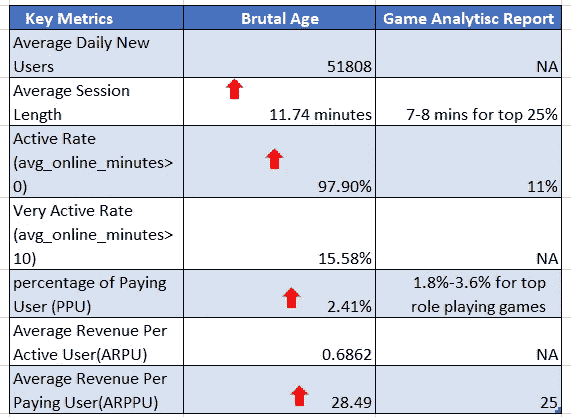 Key Metrics Brutal Age Game Analytisc Report
Average Daily New
Users 51808 NA
Average Session
Length 11.74 minutes 7-8 mins for top 25%
Active Rate
(avg_online_minutes>
0) 97.90% 11%
Very Active Rate
(avg_online_minutes>
10) 15.58% NA
percentage of Paying 1.8%-3.6% for top
User (PPU) 2.41% role playing games
Average Revenue Per
Active User(ARPU) 0.6862 NA
Average Revenue Per
Paying User(ARPPU) 28.49 25